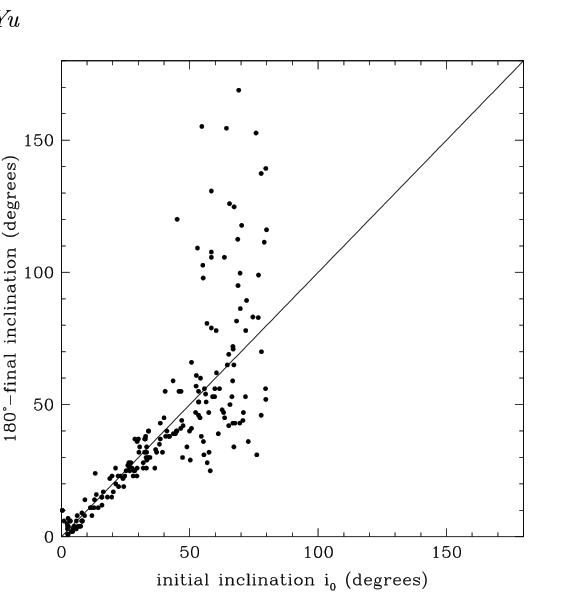 Yu
150
100
50
0
0 50 100 150
180°−final inclination (degrees)
initial inclination i₀ (degrees)